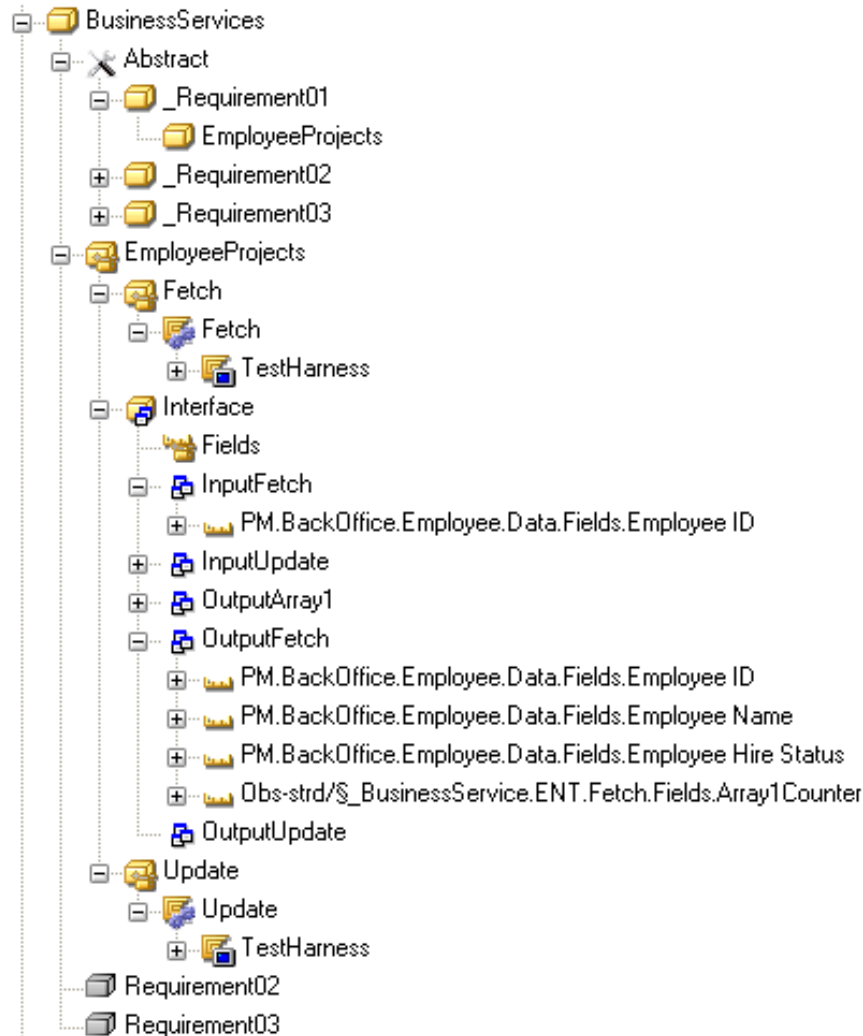 BusinessServices
Abstract
_Requirement01
EmployeeProjects
_Requirement02
_Requirement03
EmployeeProjects
Fetch
Fetch
TestHarness
Interface
Fields
InputFetch
PM.BackOffice.Employee.Data.Fields.Employee ID
InputUpdate
OutputArray1
OutputFetch
PM.BackOffice.Employee.Data.Fields.Employee ID
PM.BackOffice.Employee.Data.Fields.Employee Name
PM.BackOffice.Employee.Data.Fields.Employee Hire Status
Obs-strd/§_BusinessService.ENT.Fetch.Fields.Array1Counter
OutputUpdate
Update
Update
TestHarness
Requirement02
Requirement03